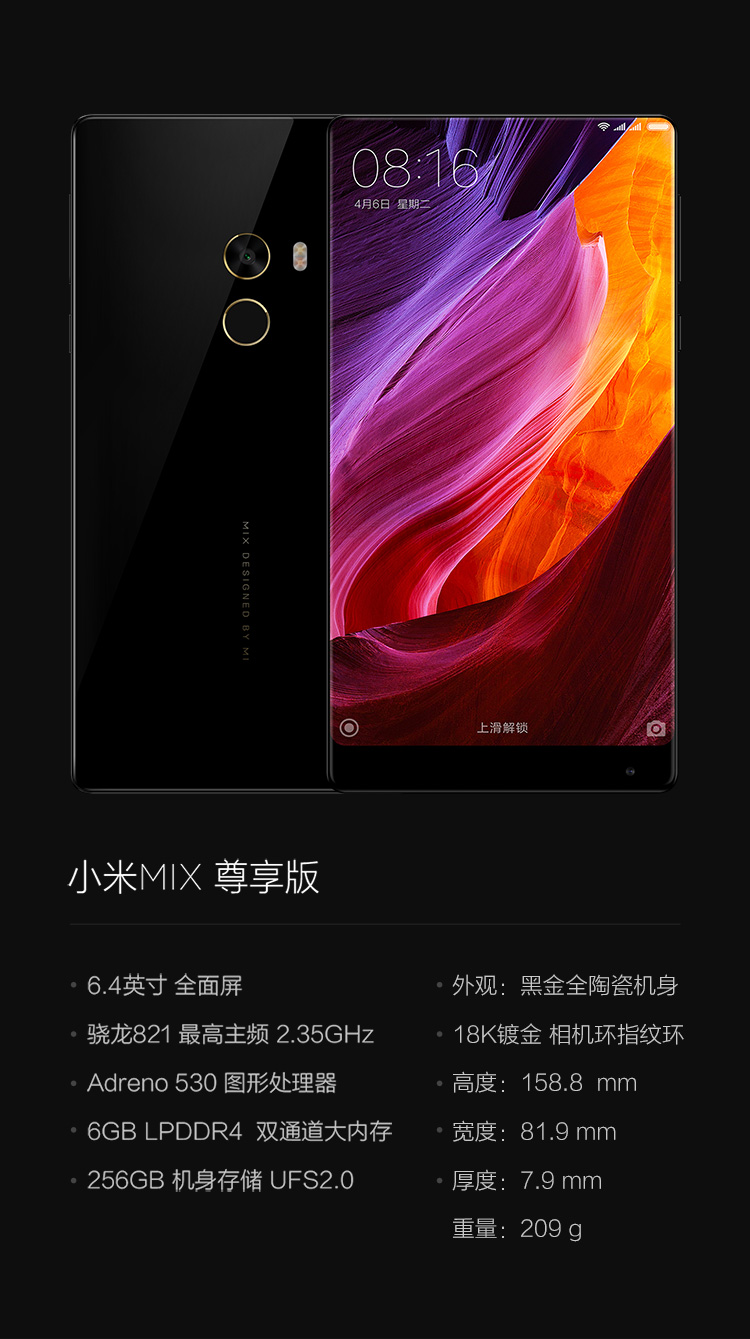 08:16
4月6日 星期二
MIX DESIGNED BY MI
上滑解锁
小米MIX 尊享版
6.4英寸 全面屏
骁龙821 最高主频 2.35GHz
Adreno 530 图形处理器
6GB LPDDR4 双通道大内存
256GB 机身存储 UFS2.0
外观：黑金全陶瓷机身
18K镀金 相机环指纹环
高度：158.8 mm
宽度：81.9 mm
厚度：7.9 mm
重量：209 g